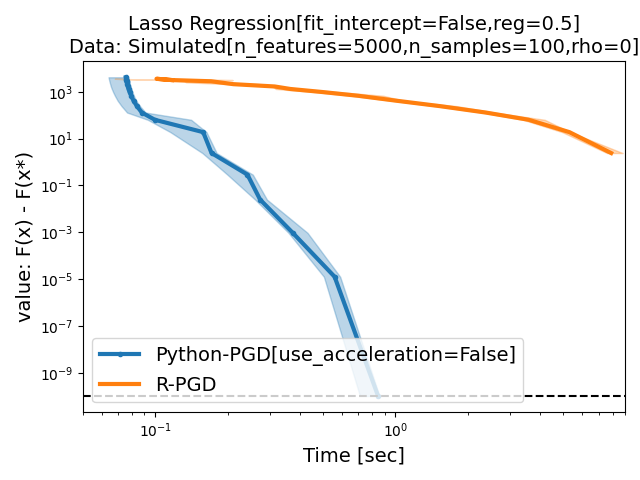 Lasso Regression[fit_intercept=False,reg=0.5]
Data: Simulated[n_features=5000,n_samples=100,rho=0]
value: F(x) - F(x*)
10^3
10^1
10^-1
10^-3
10^-5
10^-7
10^-9
Python-PGD[use_acceleration=False]
R-PGD
10^-1
10^0
Time [sec]